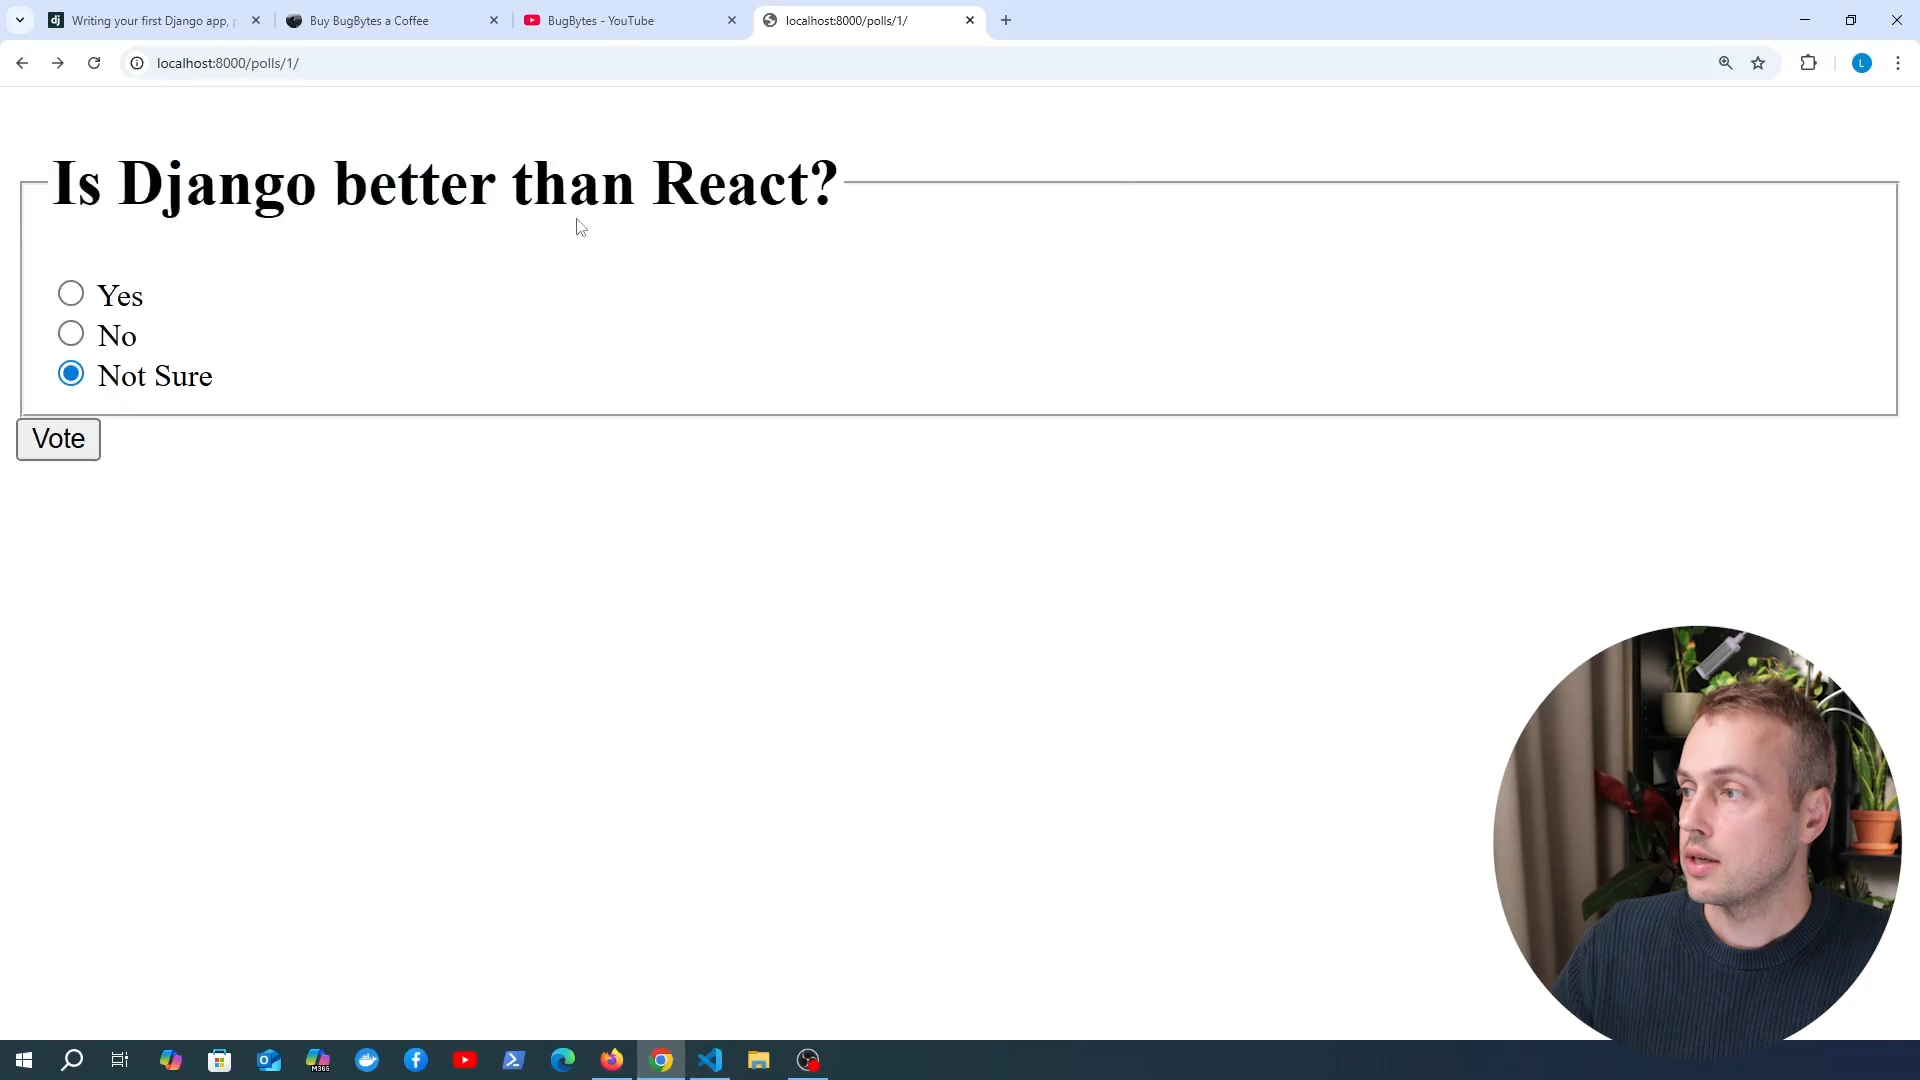 Writing your first Django app, p
Buy BugBytes a Coffee
BugBytes - YouTube
localhost:8000/polls/1/
localhost:8000/polls/1/
L
Is Django better than React?
Yes
No
Not Sure
Vote
M365